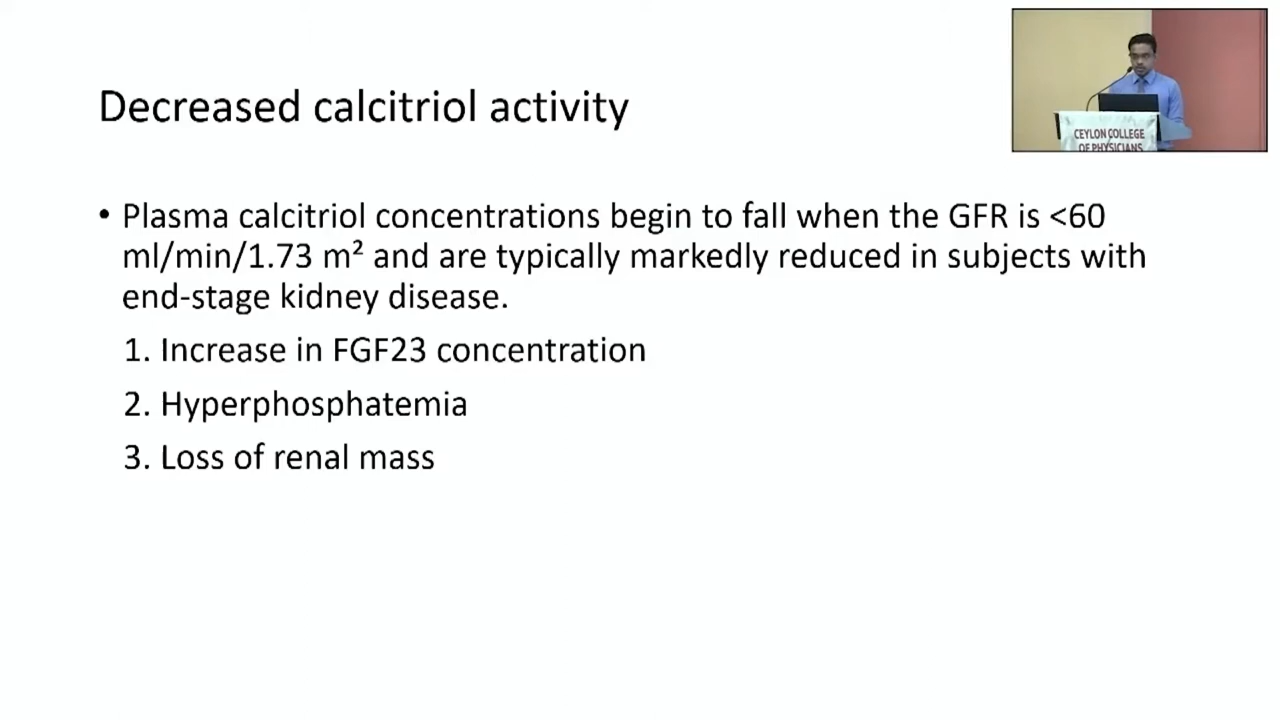 Decreased calcitriol activity
CEYLON COLLEGE
OF PHYSICIANS
• Plasma calcitriol concentrations begin to fall when the GFR is <60
ml/min/1.73 m² and are typically markedly reduced in subjects with
end-stage kidney disease.
1. Increase in FGF23 concentration
2. Hyperphosphatemia
3. Loss of renal mass